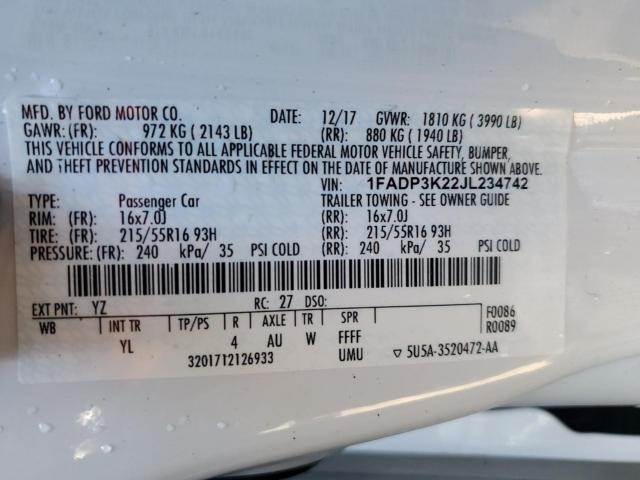 MFD. BY FORD MOTOR CO. DATE: 12/17 GVWR: 1810 KG ( 3990 LB)
GAWR: (FR): 972 KG ( 2143 LB) (RR): 880 KG ( 1940 LB)
THIS VEHICLE CONFORMS TO ALL APPLICABLE FEDERAL MOTOR VEHICLE SAFETY, BUMPER,
AND THEFT PREVENTION STANDARDS IN EFFECT ON THE DATE OF MANUFACTURE SHOWN ABOVE.
VIN: 1FADP3K22JL234742
TYPE: Passenger Car TRAILER TOWING - SEE OWNER GUIDE
RIM: (FR): 16x7.0J (RR): 16x7.0J
TIRE: (FR): 215/55R16 93H (RR): 215/55R16 93H
PRESSURE: (FR): 240 kPa/ 35 PSI COLD (RR): 240 kPa/ 35 PSI COLD
EXT PNT: YZ RC: 27 DSO: F0086
WB INT TR TP/PS R AXLE TR SPR R0089
YL 4 AU W FFFF
3201712126933 UMU ▽ 5U5A-3520472-AA